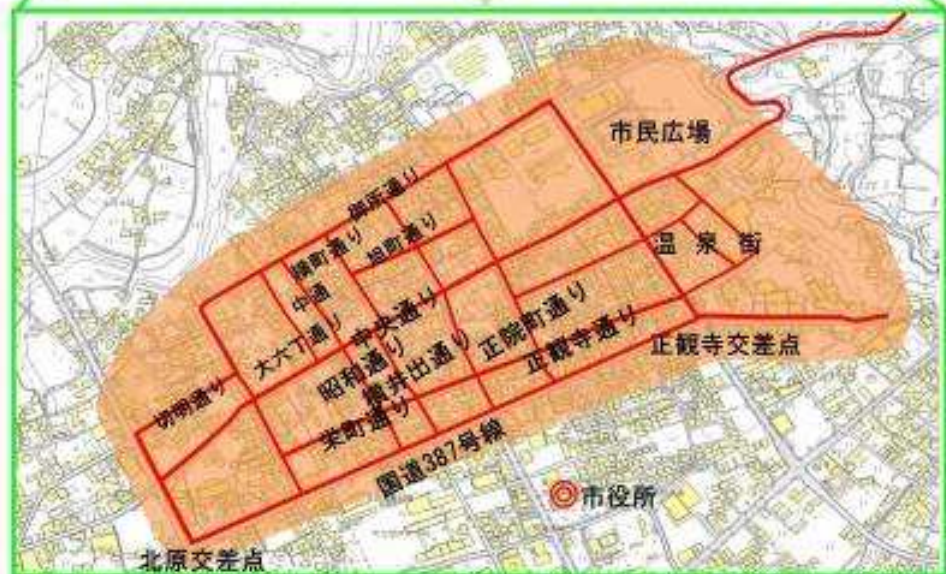 市民広場
御所通り
横町通り
旭町通り
温泉街
中通
中央通り
大六丁通り
正院町通り
正観寺通り
正観寺交差点
昭和通り
横井出通り
切明通り
栄町通り
国道387号線
市役所
北原交差点